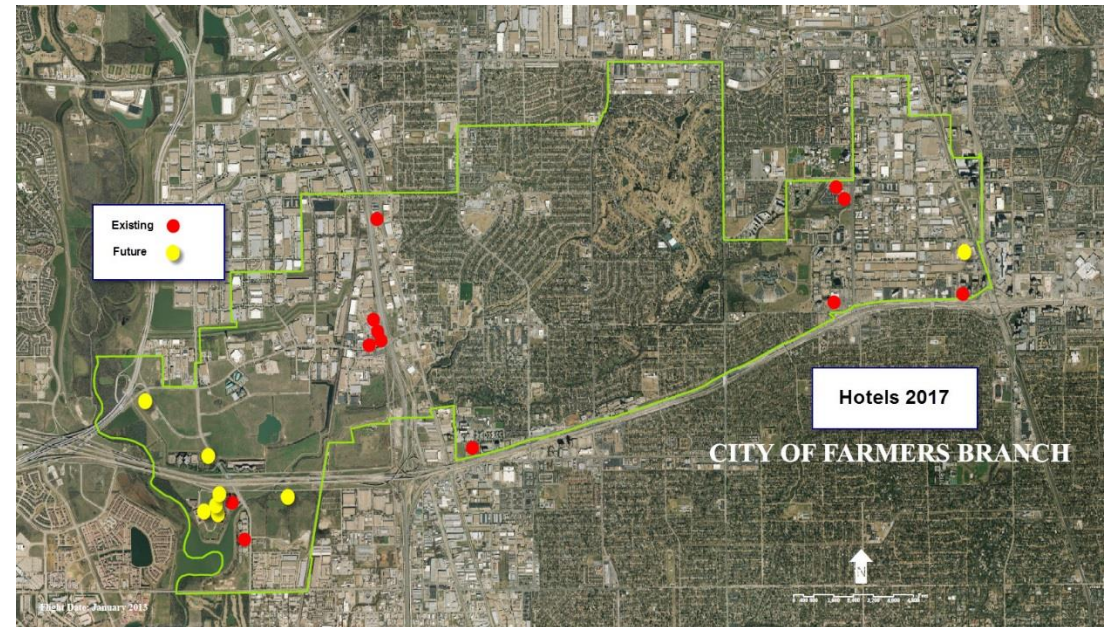 Existing
Future
Hotels 2017
CITY OF FARMERS BRANCH
N
Flight Date: January 2015